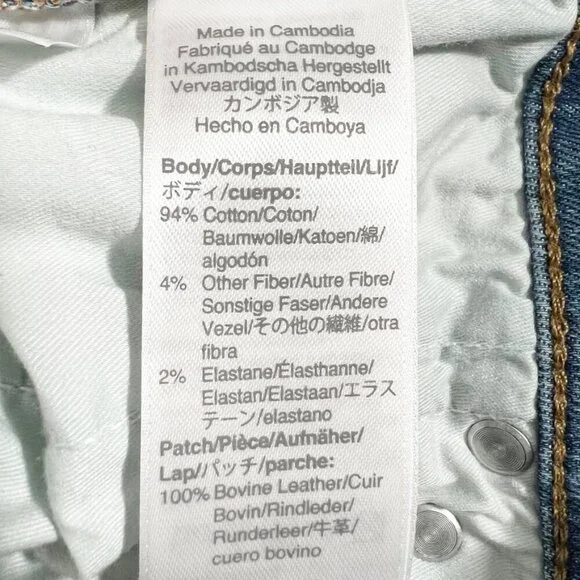 Made in Cambodia
Fabriqué au Cambodge
in Kambodscha Hergestellt
Vervaardigd in Cambodja
カンボジア製
Hecho en Camboya
Body/Corps/Hauptteil/Lijf/
ボディ/cuerpo:
94% Cotton/Coton/
Baumwolle/Katoen/綿/
algodón
4% Other Fiber/Autre Fibre/
Sonstige Faser/Andere
Vezel/その他の繊維/otra
fibra
2% Elastane/Élasthanne/
Elastan/Elastaan/エラス
テーン/elastano
Patch/Pièce/Aufnäher/
Lap/パッチ/parche:
100% Bovine Leather/Cuir
Bovin/Rindleder/
Runderleer/牛革/
cuero bovino